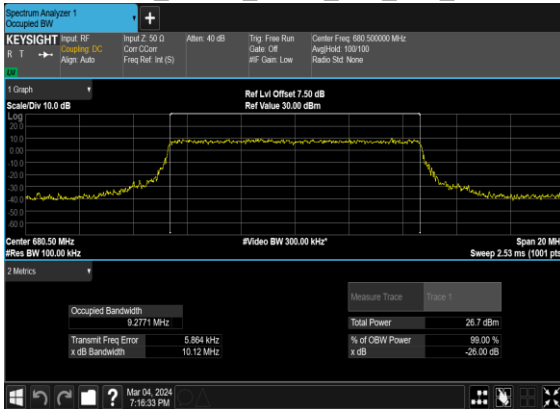 Spectrum Analyzer 1
Occupied BW
+
KEYSIGHT Input: RF Input Z: 50 Ω Atten: 40 dB Trig: Free Run Center Freq: 680.500000 MHz
R T Coupling: DC Corr CCorr Gate: Off Avg|Hold: 100/100
Align: Auto Freq Ref: Int (S) #IF Gain: Low Radio Std: None
LXI
1 Graph
Ref Lvl Offset 7.50 dB
Scale/Div 10.0 dB Ref Value 30.00 dBm
Log
20.0
10.0
0.00
-10.0
-20.0
-30.0
-40.0
-50.0
-60.0
Center 680.50 MHz #Video BW 300.00 kHz* Span 20 MH
#Res BW 100.00 kHz Sweep 2.53 ms (1001 pts
2 Metrics
Measure Trace Trace 1
Occupied Bandwidth
9.2771 MHz Total Power 26.7 dBm
Transmit Freq Error 5.864 kHz % of OBW Power 99.00 %
x dB Bandwidth 10.12 MHz x dB -26.00 dB
? Mar 04, 2024
7:16:33 PM